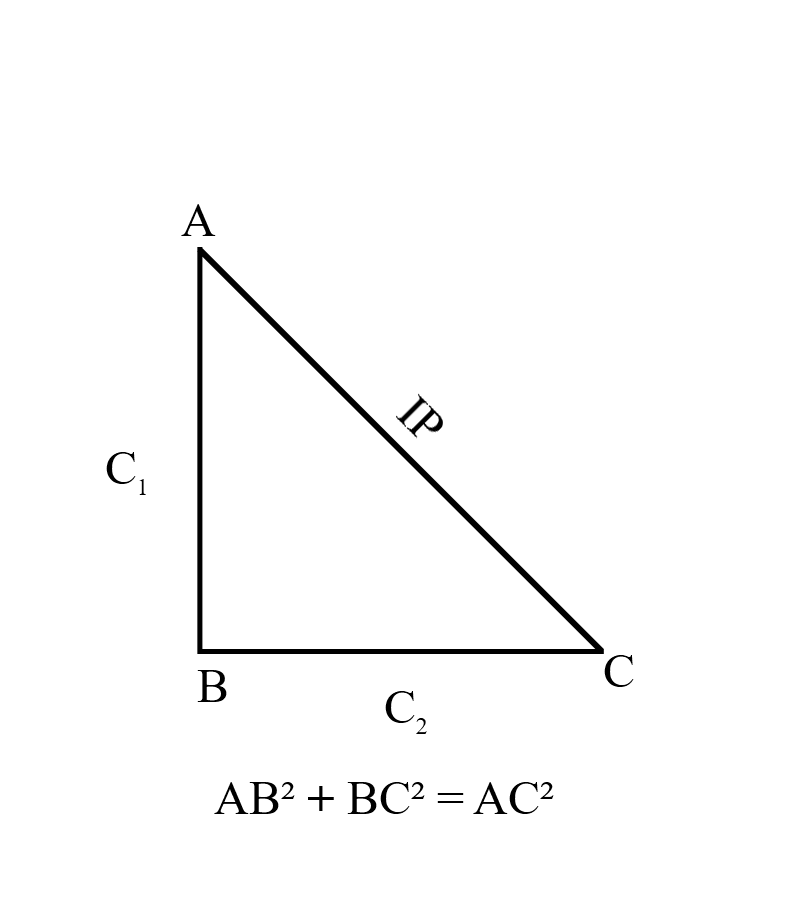 A
IP
C₁
B
C
C₂
AB² + BC² = AC²